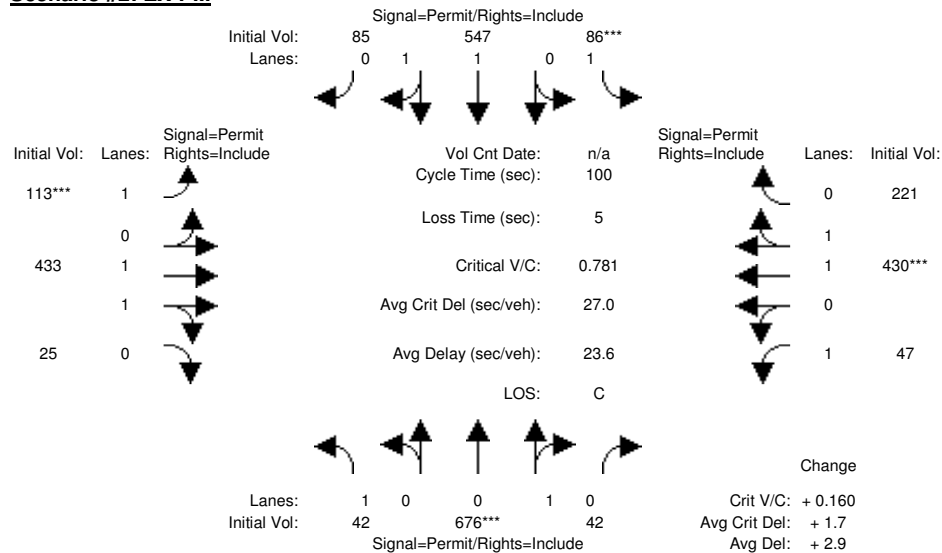 Signal=Permit/Rights=Include
Initial Vol: 85 547 86***
Lanes: 0 1 1 0 1
Signal=Permit Signal=Permit
Initial Vol: Lanes: Rights=Include Vol Cnt Date: n/a Rights=Include Lanes: Initial Vol:
Cycle Time (sec): 100
113*** 1 0 221
Loss Time (sec): 5
0 1
433 1 Critical V/C: 0.781 1 430***
1 Avg Crit Del (sec/veh): 27.0 0
25 0 Avg Delay (sec/veh): 23.6 1 47
LOS: C
Change
Lanes: 1 0 0 1 0 Crit V/C: + 0.160
Initial Vol: 42 676*** 42 Avg Crit Del: + 1.7
Signal=Permit/Rights=Include Avg Del: + 2.9